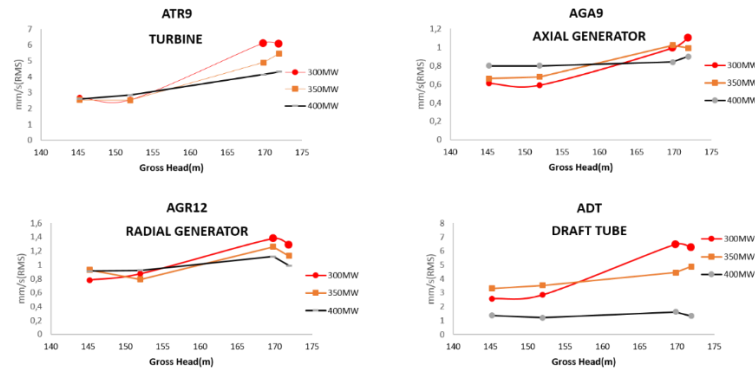 ATR9
TURBINE
mm/s(RMS)
7
6
5
4
3
2
1
0
140 145 150 155 160 165 170 175
Gross Head(m)
300MW
350MW
400MW
AGA9
AXIAL GENERATOR
mm/s(RMS)
1,2
1
0,8
0,6
0,4
0,2
0
140 145 150 155 160 165 170 175
Gross Head(m)
300MW
350MW
400MW
AGR12
RADIAL GENERATOR
mm/s(RMS)
1,6
1,4
1,2
1
0,8
0,6
0,4
0,2
0
140 145 150 155 160 165 170 175
Gross Head(m)
300MW
350MW
400MW
ADT
DRAFT TUBE
mm/s(RMS)
8
7
6
5
4
3
2
1
0
140 145 150 155 160 165 170 175
Gross Head(m)
300MW
350MW
400MW